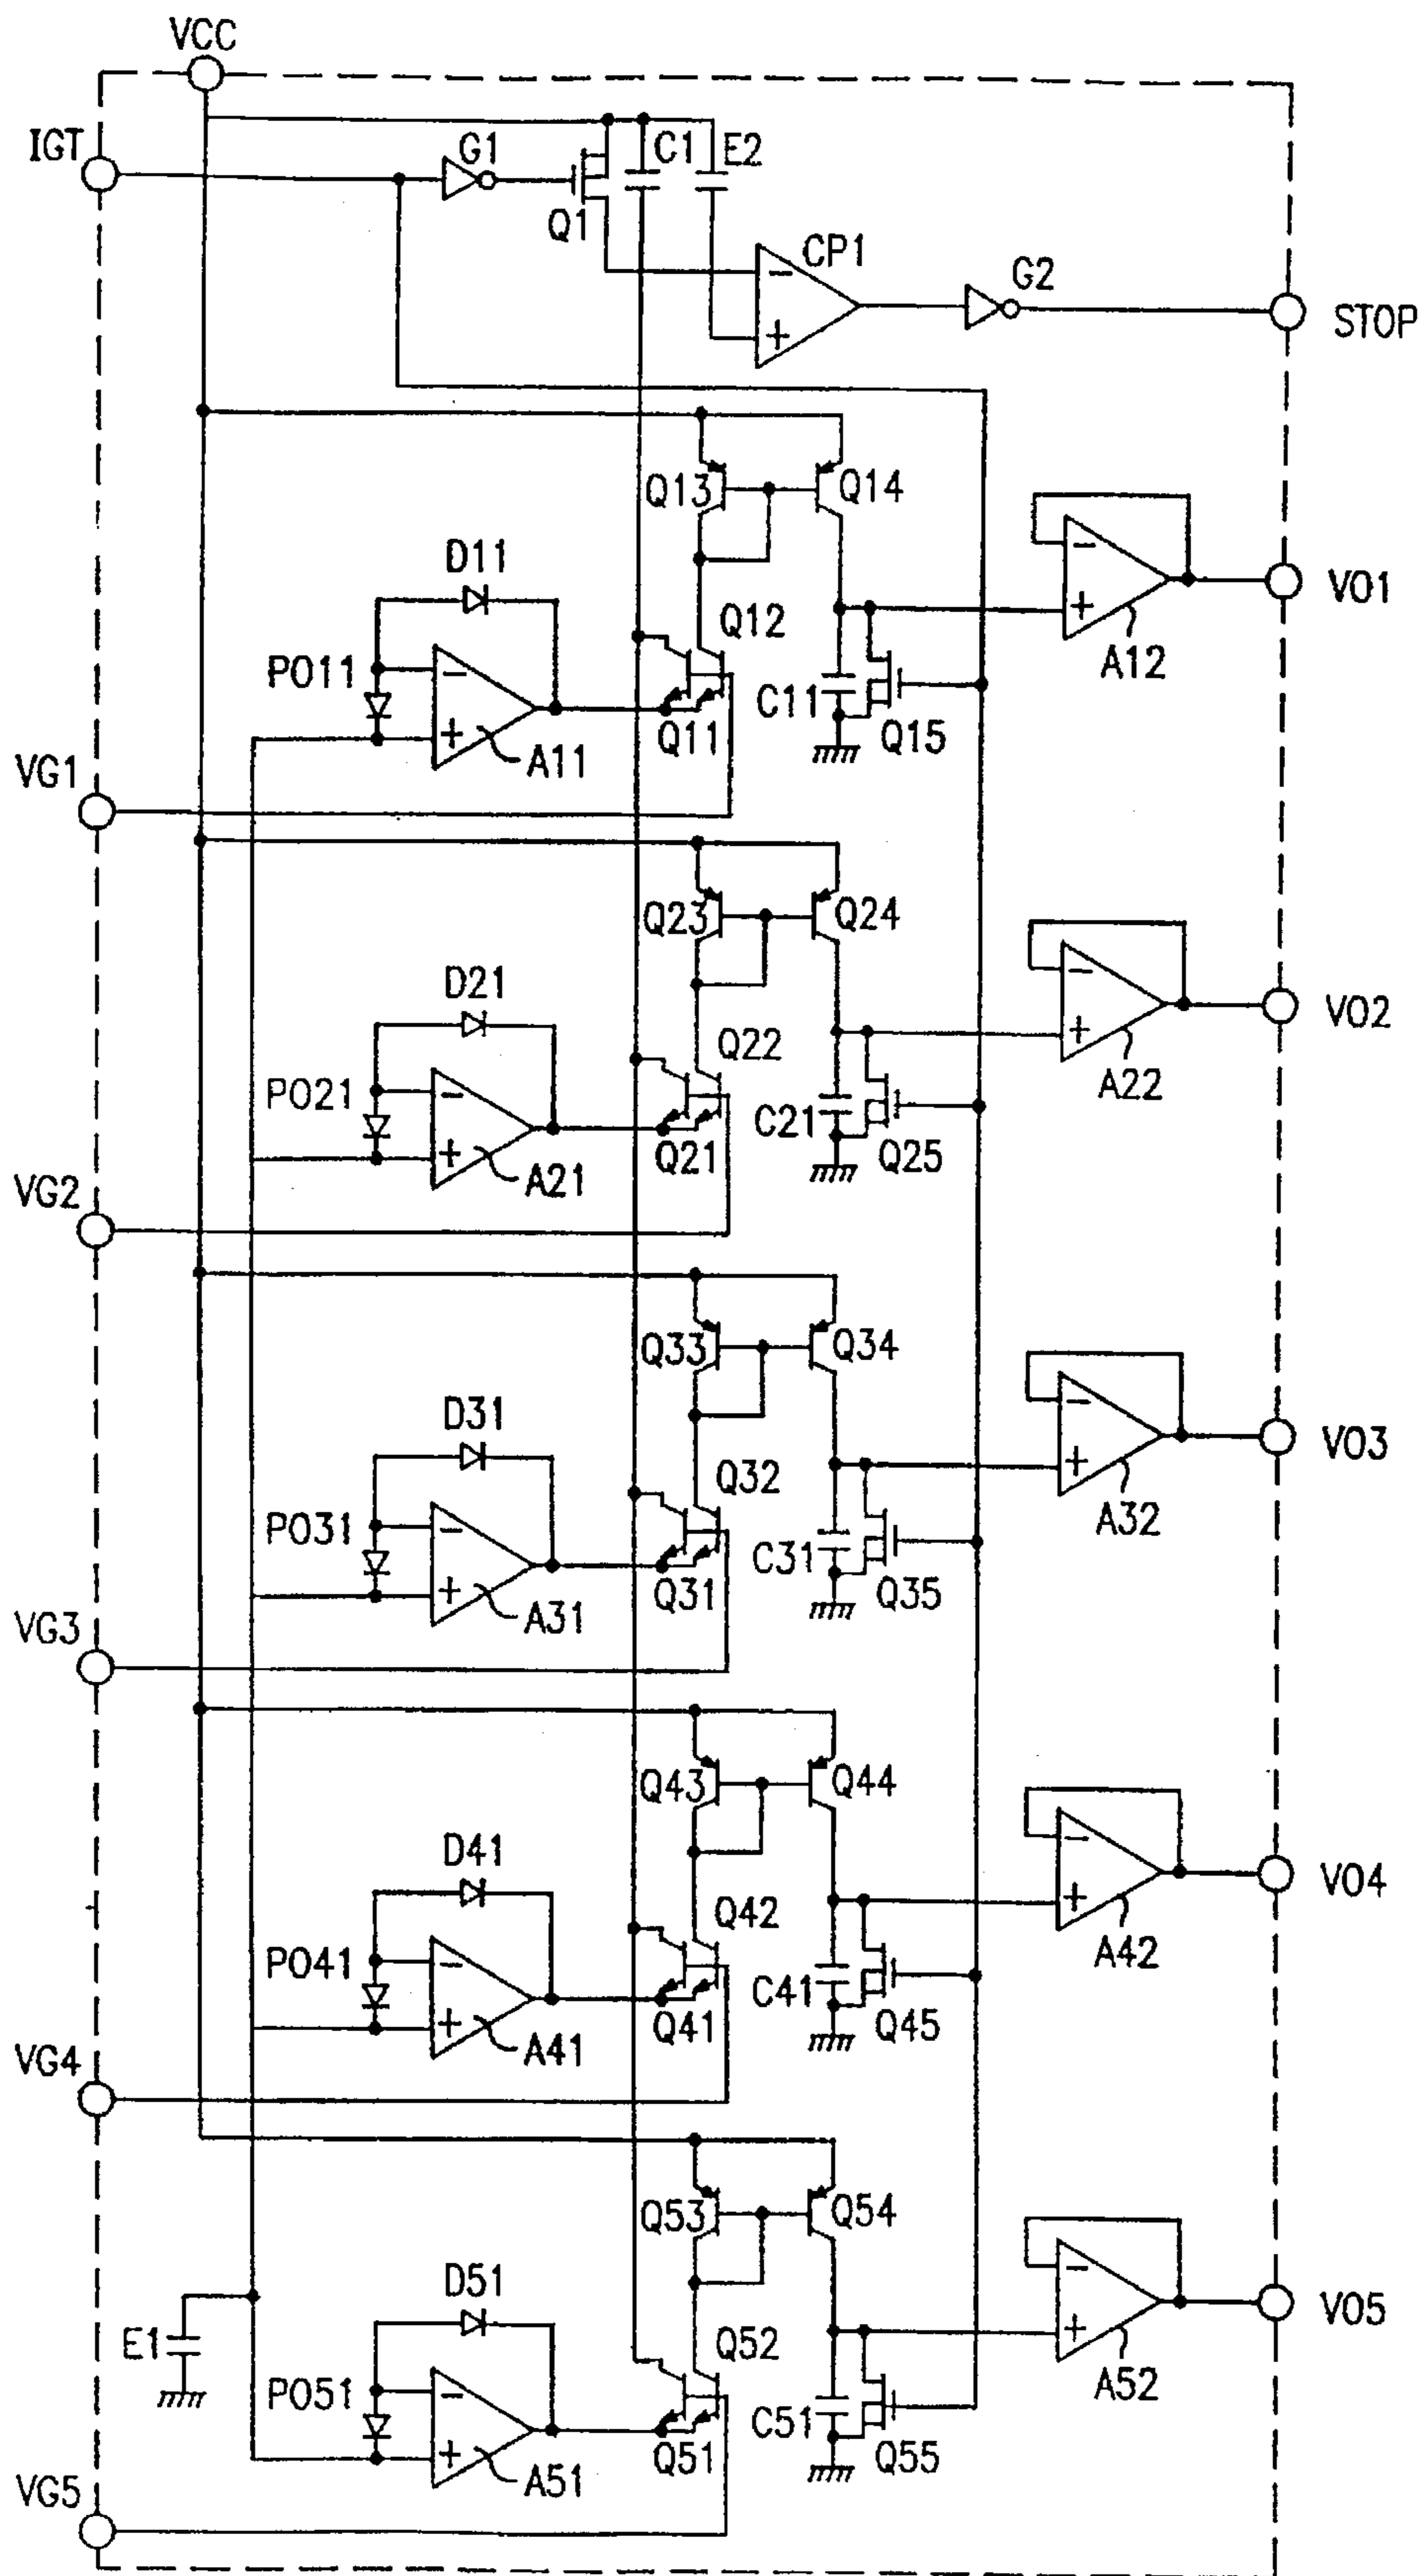 VCC
IGT
G1
C1
E2
Q1
CP1
G2
STOP
−
+
Q13
Q14
D11
Q12
PO11
VO1
A12
C11
Q11
Q15
A11
VG1
−
+
−
+
Q23
Q24
D21
Q22
PO21
VO2
A22
C21
Q21
Q25
A21
VG2
−
+
−
+
Q33
Q34
D31
Q32
PO31
VO3
A32
C31
Q31
Q35
A31
VG3
−
+
−
+
Q43
Q44
D41
Q42
PO41
VO4
A42
C41
Q41
Q45
A41
VG4
−
+
−
+
Q53
Q54
D51
Q52
E1
PO51
VO5
A52
C51
Q51
Q55
A51
VG5
−
+
−
+